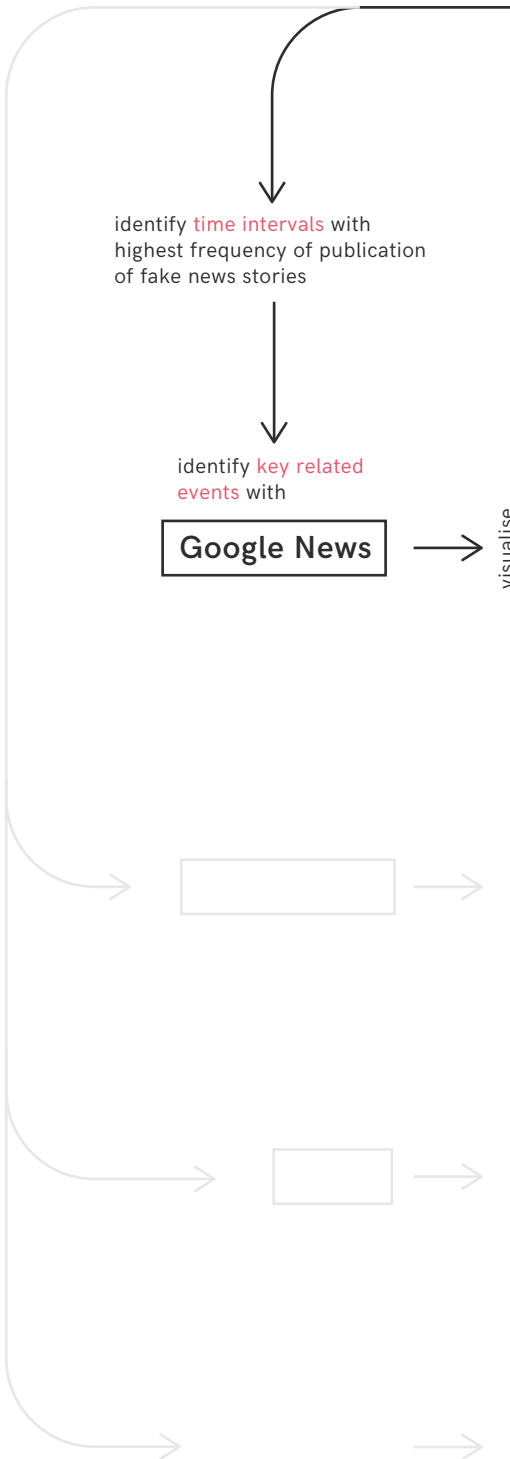 identify time intervals with
highest frequency of publication
of fake news stories
identify key related
events with
Google News
visualise